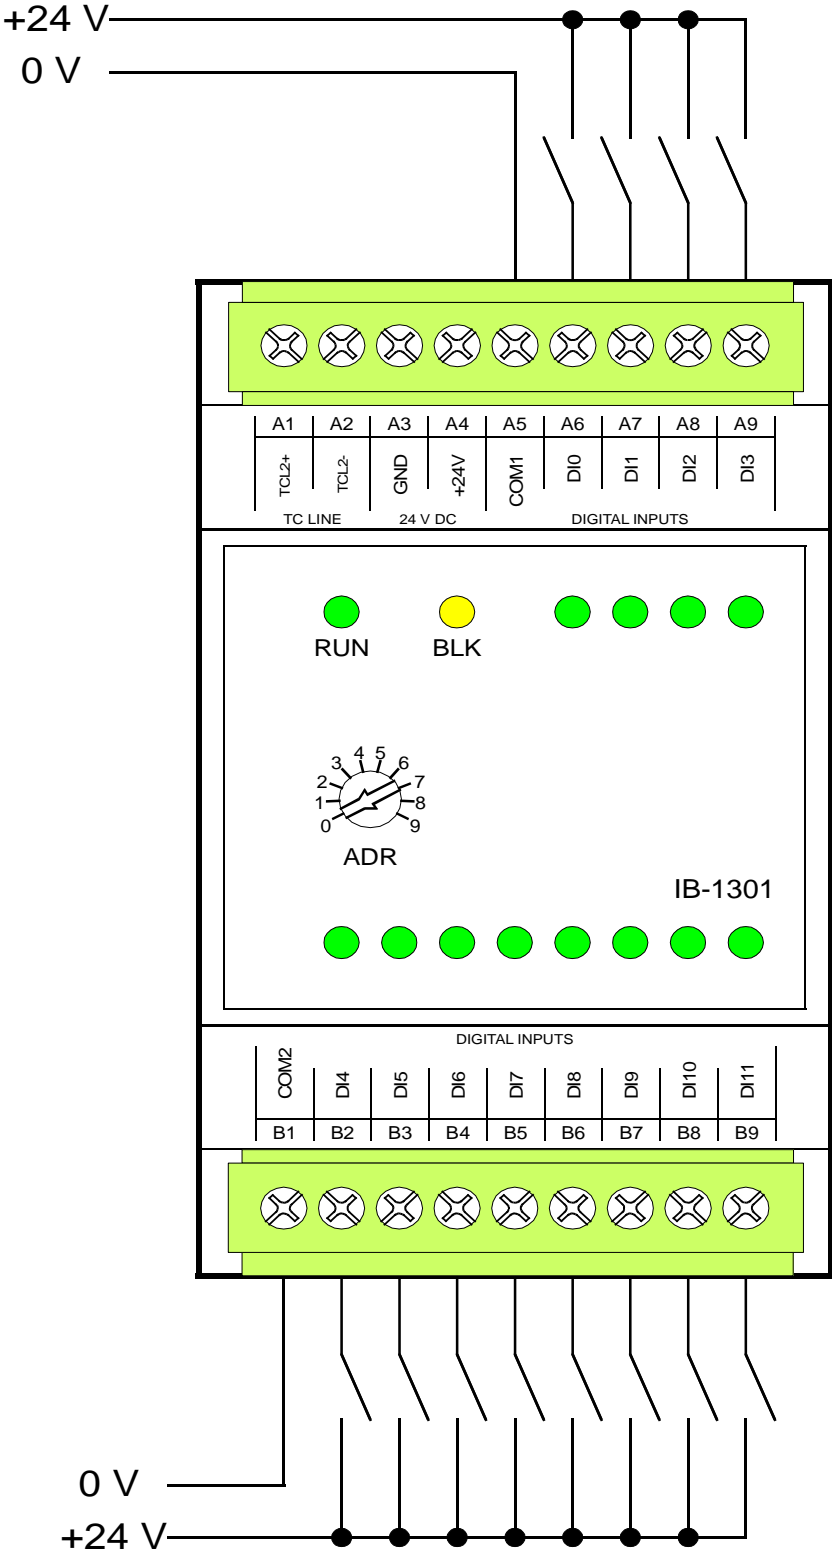 +24 V
0 V
A1 A2 A3 A4 A5 A6 A7 A8 A9
TCL2+ TCL2- GND +24V COM1 DI0 DI1 DI2 DI3
TC LINE 24 V DC DIGITAL INPUTS
RUN BLK
0 1 2 3 4 5 6 7 8 9
ADR
IB-1301
DIGITAL INPUTS
COM2 DI4 DI5 DI6 DI7 DI8 DI9 DI10 DI11
B1 B2 B3 B4 B5 B6 B7 B8 B9
0 V
+24 V